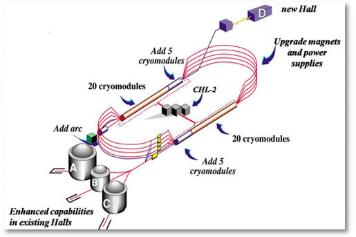 D
new Hall
Add 5
cryomodules
Upgrade magnets
and power
supplies
20 cryomodules
CHL-2
Add arc
20 cryomodules
A
B
C
Add 5
cryomodules
Enhanced capabilities
in existing Halls